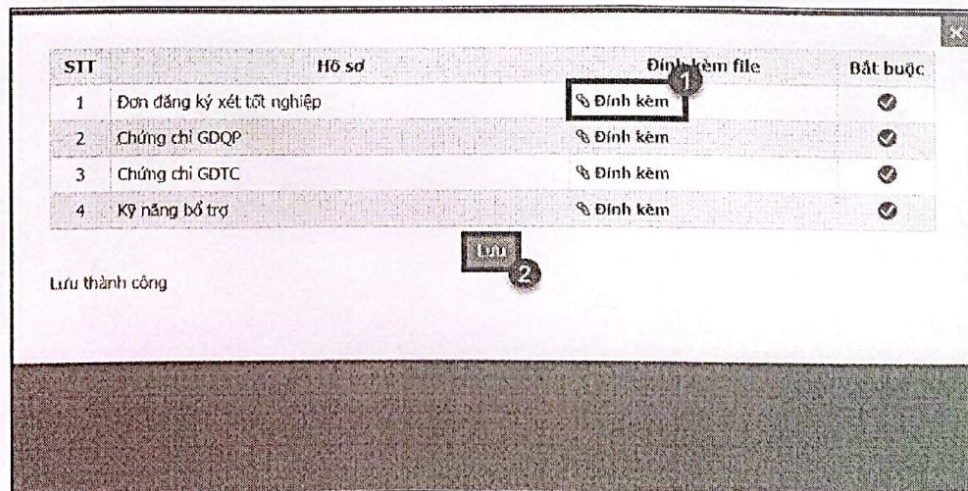 STT Hồ sơ Đính kèm file Bắt buộc
1
1 Đơn đăng ký xét tốt nghiệp Đính kèm
2 Chứng chỉ GDQP Đính kèm
3 Chứng chỉ GDTC Đính kèm
4 Kỹ năng bổ trợ Đính kèm
Lưu
2
Lưu thành công